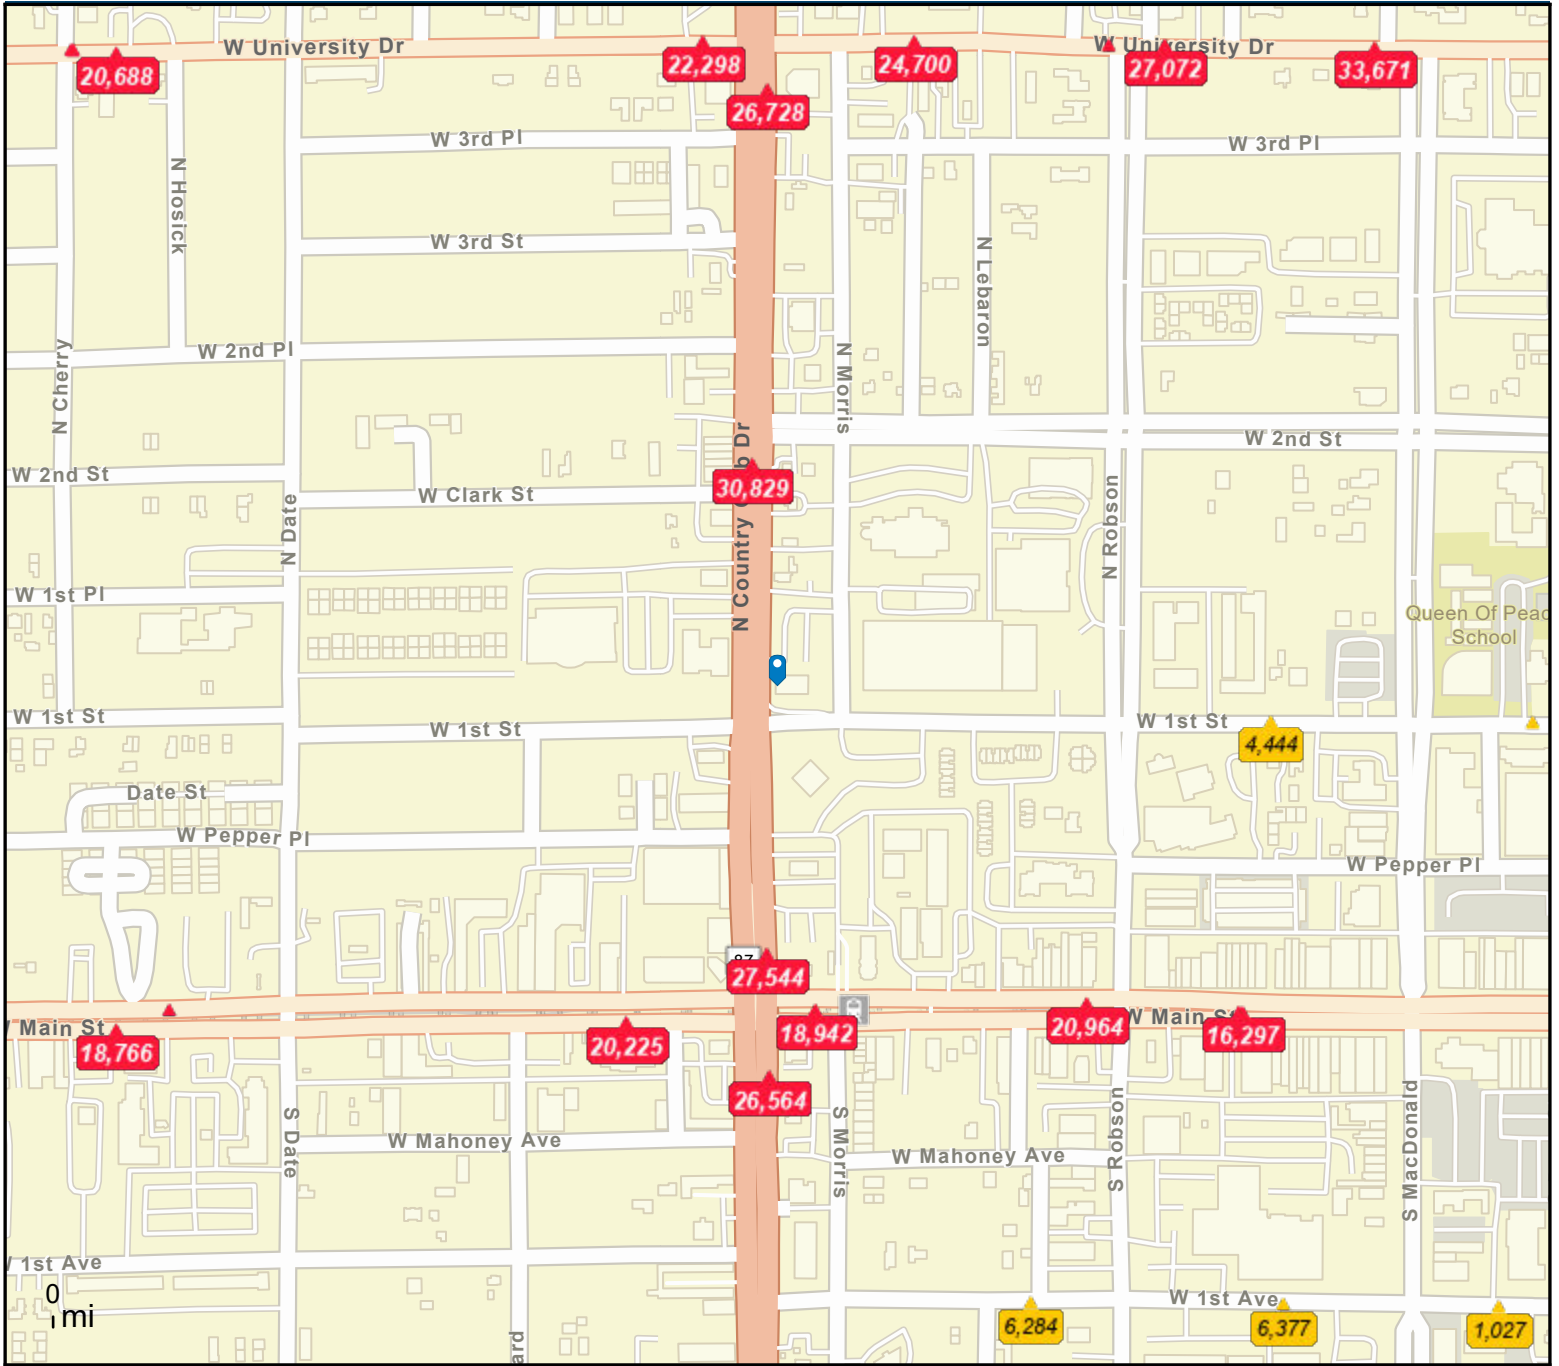 W University Dr
W University Dr
20,688
22,298
24,700
27,072
33,671
26,728
W 3rd Pl
W 3rd Pl
N Hosick
W 3rd St
N Lebaron
N Cherry
W 2nd Pl
N Morris
W 2nd St
W 2nd St
N Country Club Dr
30,829
W Clark St
N Date
N Robson
W 1st Pl
Queen Of Peac
School
W 1st St
W 1st St
W 1st St
4,444
Date St
W Pepper Pl
W Pepper Pl
87
27,544
W Main St
W Main St
18,766
20,225
18,942
20,964
16,297
26,564
S Date
W Mahoney Ave
S Morris
W Mahoney Ave
S Robson
S MacDonald
W 1st Ave
W 1st Ave
0
mi
6,284
6,377
1,027
ard